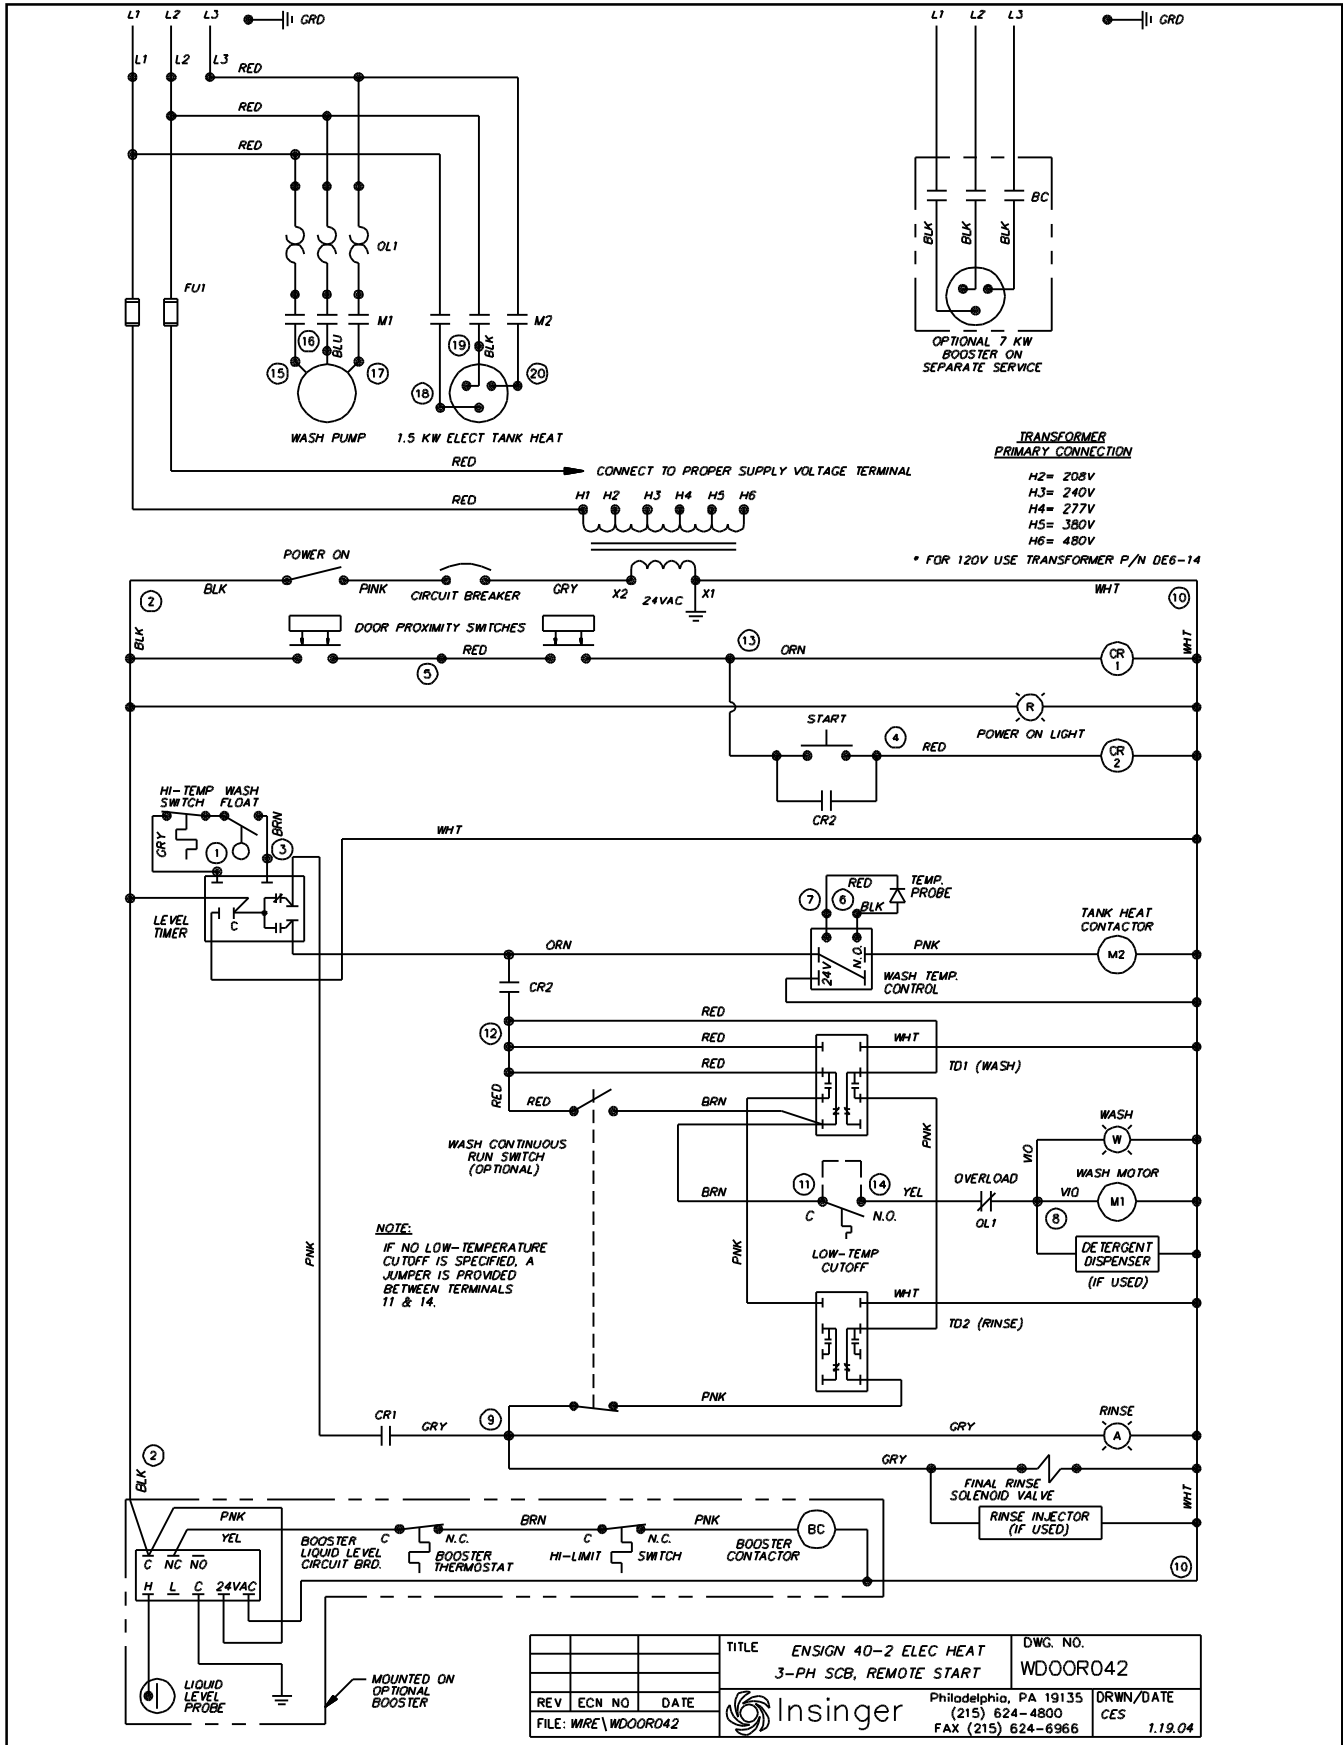 L1 L2 L3 GRD
L1 L2 L3 GRD
L1 L2 L3
RED
RED
RED
OL1
FU1
M1
M2
16
BLU
19
BLK
15
17
18
20
WASH PUMP
1.5 KW ELECT TANK HEAT
BC
BLK BLK BLK
OPTIONAL 7 KW
BOOSTER ON
SEPARATE SERVICE
RED
CONNECT TO PROPER SUPPLY VOLTAGE TERMINAL
RED
H1 H2 H3 H4 H5 H6
TRANSFORMER
PRIMARY CONNECTION
H2= 208V
H3= 240V
H4= 277V
H5= 380V
H6= 480V
* FOR 120V USE TRANSFORMER P/N DE6-14
POWER ON
BLK
PINK
CIRCUIT BREAKER
GRY
X2
24VAC
X1
WHT
2
10
BLK
WHT
DOOR PROXIMITY SWITCHES
RED
5
13
ORN
CR
1
R
POWER ON LIGHT
START
4
RED
CR
2
CR2
HI-TEMP WASH
SWITCH FLOAT
GRY
BRN
1
3
WHT
LEVEL
TIMER
C
RED
TEMP.
PROBE
7
6
BLK
24V
N.O.
WASH TEMP.
CONTROL
ORN
PNK
TANK HEAT
CONTACTOR
M2
CR2
RED
12
RED
WHT
RED
TD1 (WASH)
RED
RED
BRN
WASH CONTINUOUS
RUN SWITCH
(OPTIONAL)
PNK
WASH
W
VIO
BRN
11
14
YEL
C
N.O.
LOW-TEMP
CUTOFF
OVERLOAD
OL1
VIO
WASH MOTOR
M1
8
DETERGENT
DISPENSER
(IF USED)
NOTE:
IF NO LOW-TEMPERATURE
CUTOFF IS SPECIFIED, A
JUMPER IS PROVIDED
BETWEEN TERMINALS
11 & 14.
PNK
PNK
WHT
TD2 (RINSE)
PNK
CR1
GRY
9
GRY
RINSE
A
GRY
FINAL RINSE
SOLENOID VALVE
RINSE INJECTOR
(IF USED)
WHT
2
BLK
PNK
YEL
C NC NO
H L C 24VAC
BOOSTER
LIQUID LEVEL
CIRCUIT BRD.
C
N.C.
BOOSTER
THERMOSTAT
BRN
C
N.C.
HI-LIMIT SWITCH
PNK
BOOSTER
CONTACTOR
BC
10
LIQUID
LEVEL
PROBE
MOUNTED ON
OPTIONAL
BOOSTER
TITLE ENSIGN 40-2 ELEC HEAT
3-PH SCB, REMOTE START
DWG. NO.
WDOOR042
REV ECN NO DATE
FILE: WIRE\WDOOR042
Insinger
Philadelphia, PA 19135
(215) 624-4800
FAX (215) 624-6966
DRWN/DATE
CES
1.19.04